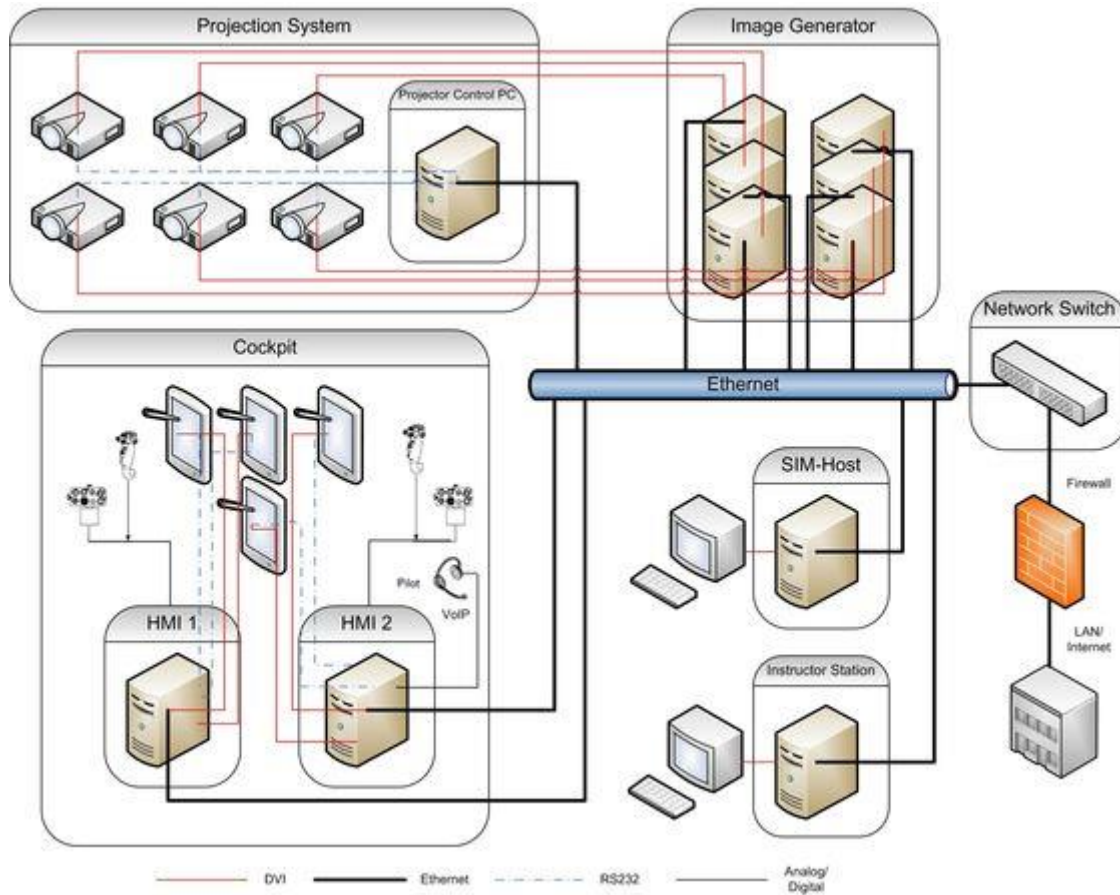 Projection System
Image Generator
Projector Control PC
Network Switch
Cockpit
Ethernet
SIM-Host
Firewall
Pilot
VoIP
HMI 1
HMI 2
LAN/
Internet
Instructor Station
DVI
Ethernet
RS232
Analog/
Digital